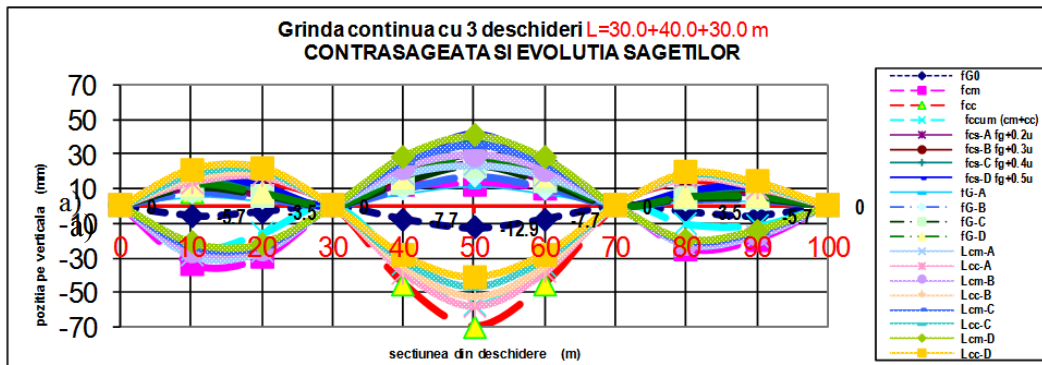 Grinda continua cu 3 deschideri L=30.0+40.0+30.0 m
CONTRASAGEATA SI EVOLUTIA SAGETILOR
pozitia pe verticala (mm)
70
50
30
10
-10
-30
-50
-70
a)
0 -5.7 -3.5 0 -7.7 -12.9 -7.7 0 -3.5 -5.7 0
0 10 20 30 40 50 60 70 80 90 100
sectiunea din deschidere (m)
fG0
fcm
fcc
fccum (cm+cc)
fcs-A fg+0.2u
fcs-B fg+0.3u
fcs-C fg+0.4u
fcs-D fg+0.5u
fG-A
fG-B
fG-C
fG-D
Lcm-A
Lcc-A
Lcm-B
Lcc-B
Lcm-C
Lcc-C
Lcm-D
Lcc-D